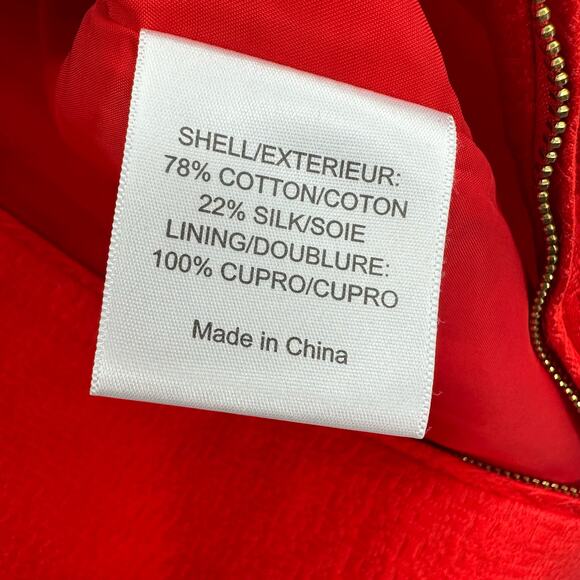 SHELL/EXTERIEUR:
78% COTTON/COTON
22% SILK/SOIE
LINING/DOUBLURE:
100% CUPRO/CUPRO
Made in China